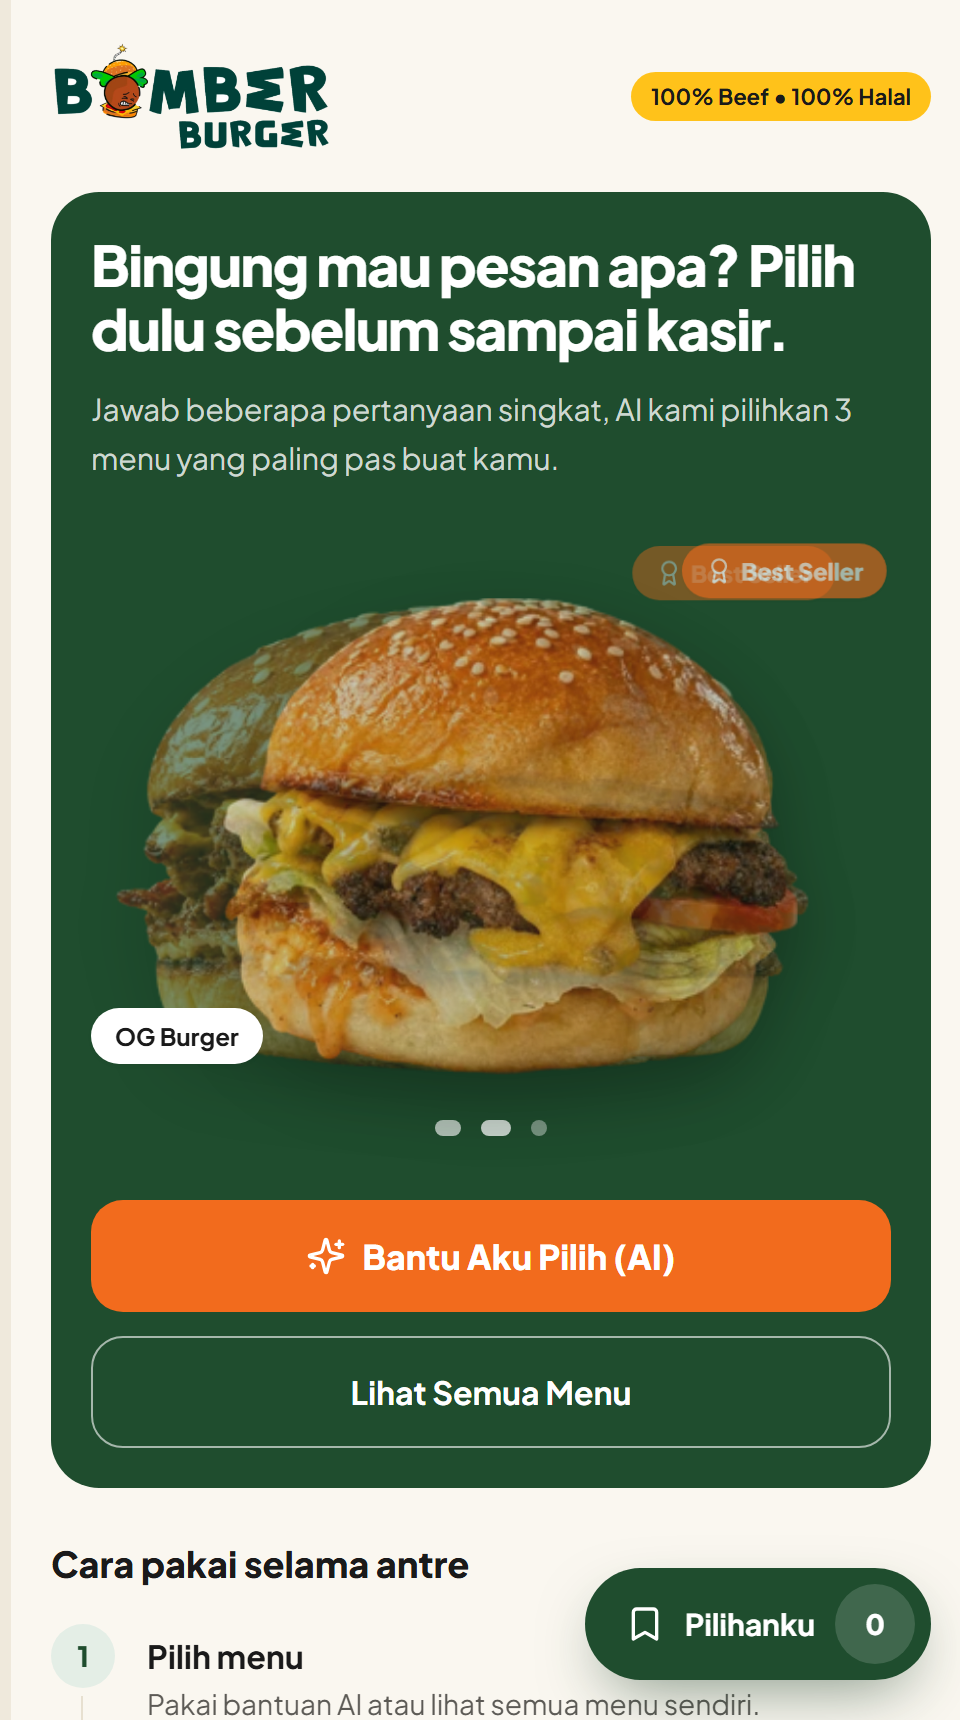 BOMBER
BURGER
100% Beef • 100% Halal
Bingung mau pesan apa? Pilih
dulu sebelum sampai kasir.
Jawab beberapa pertanyaan singkat, AI kami pilihkan 3
menu yang paling pas buat kamu.
Best Seller
OG Burger
Bantu Aku Pilih (AI)
Lihat Semua Menu
Cara pakai selama antre
Pilihanku 0
1 Pilih menu
Pakai bantuan AI atau lihat semua menu sendiri.